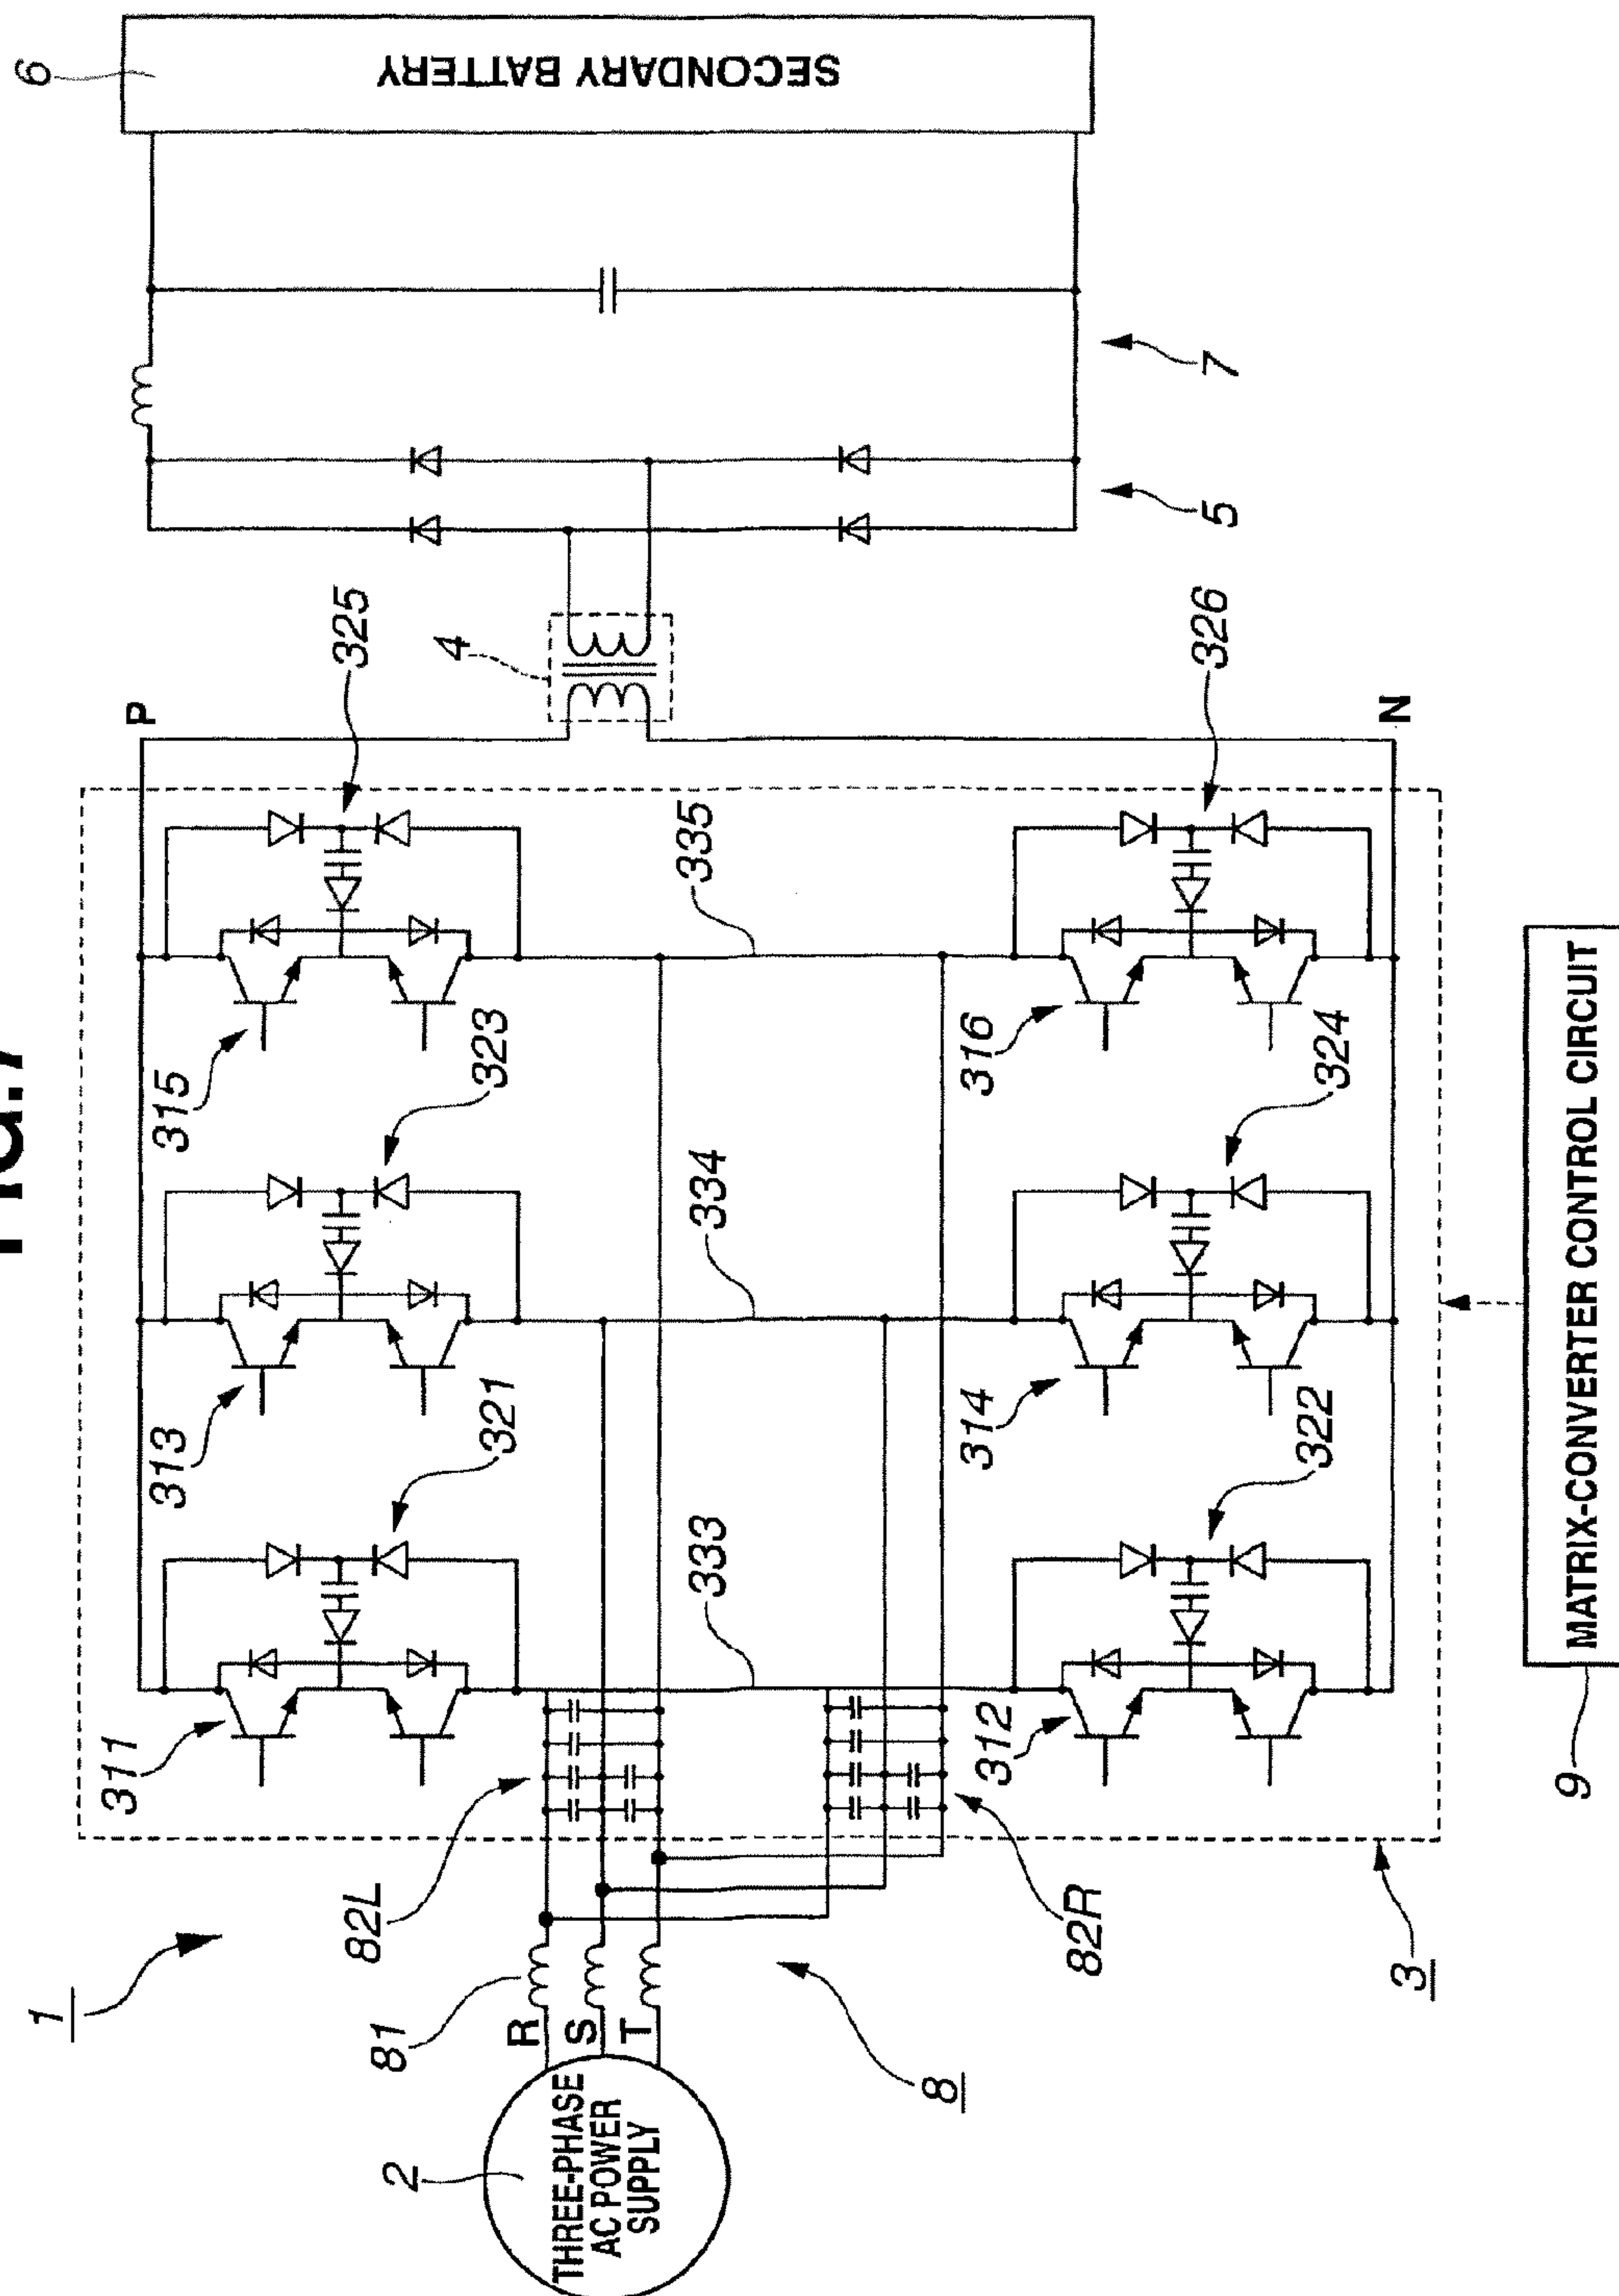 FIG.7
1
2
THREE-PHASE
AC POWER
SUPPLY
R
S
T
81
82L
82R
8
3
311
321
313
323
315
325
P
4
333
334
335
312
322
314
324
316
326
N
5
7
6
SECONDARY BATTERY
9
MATRIX-CONVERTER CONTROL CIRCUIT